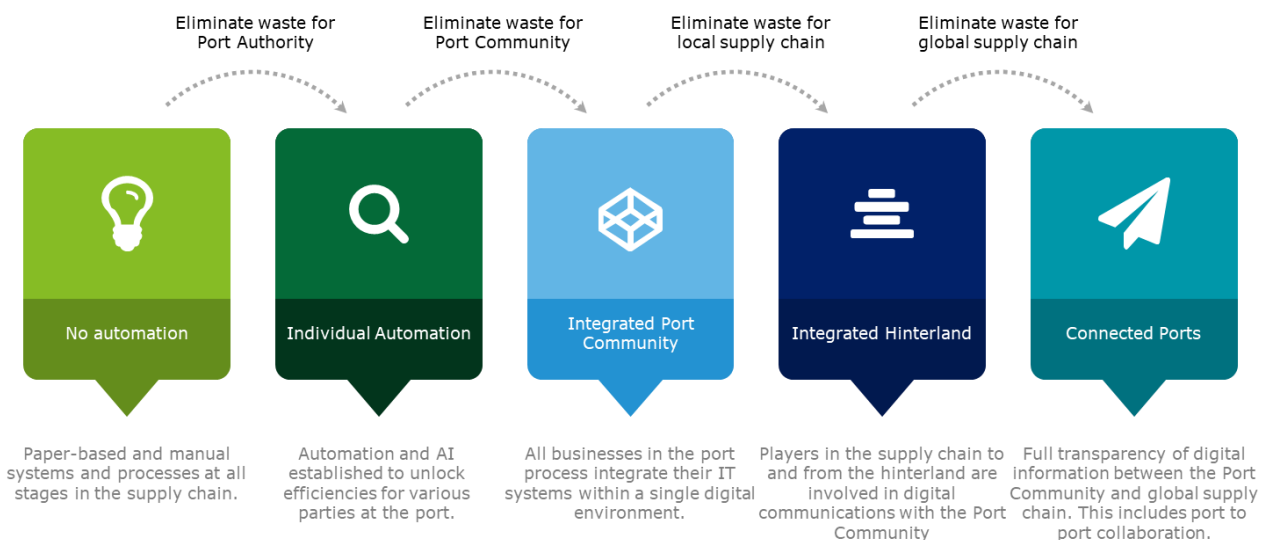 Eliminate waste for
Port Authority
Eliminate waste for
Port Community
Eliminate waste for
local supply chain
Eliminate waste for
global supply chain
No automation
Individual Automation
Integrated Port
Community
Integrated Hinterland
Connected Ports
Paper-based and manual
systems and processes at all
stages in the supply chain.
Automation and AI
established to unlock
efficiencies for various
parties at the port.
All businesses in the port
process integrate their IT
systems within a single digital
environment.
Players in the supply chain to
and from the hinterland are
involved in digital
communications with the Port
Community
Full transparency of digital
information between the Port
Community and global supply
chain. This includes port to
port collaboration.